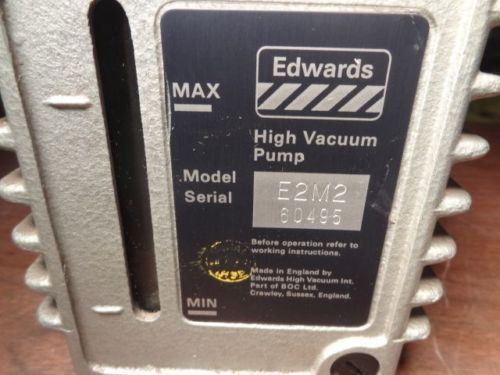 Edwards
MAX
High Vacuum
Pump
Model
Serial
E2M2
60495
Before operation refer to
working instructions.
Made in England by
Edwards High Vacuum Int.
Part of BOC Ltd.
Crawley, Sussex, England.
MIN